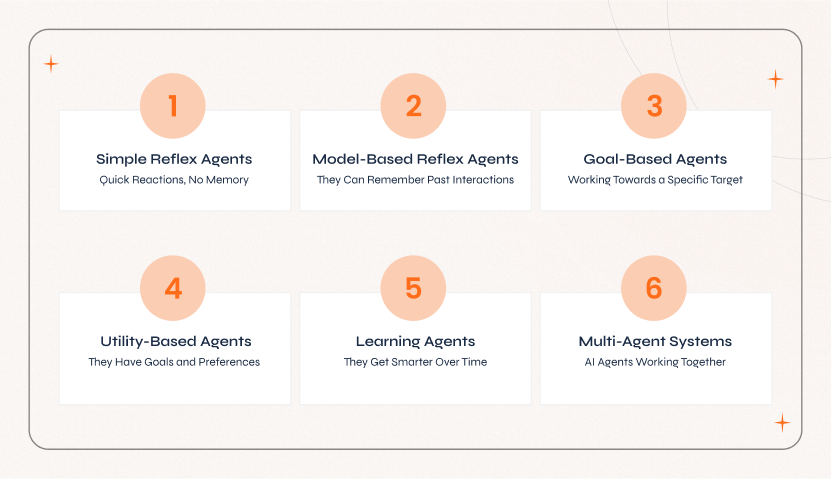 1
Simple Reflex Agents
Quick Reactions, No Memory
2
Model-Based Reflex Agents
They Can Remember Past Interactions
3
Goal-Based Agents
Working Towards a Specific Target
4
Utility-Based Agents
They Have Goals and Preferences
5
Learning Agents
They Get Smarter Over Time
6
Multi-Agent Systems
AI Agents Working Together